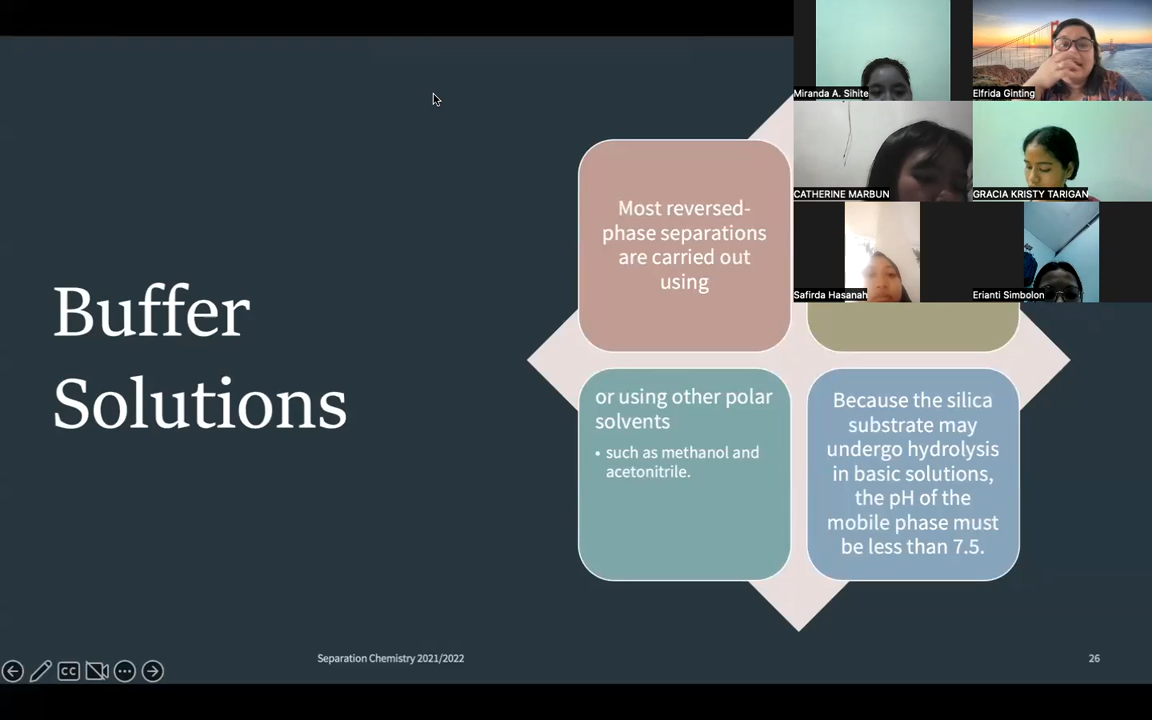 Miranda A. Sihite
Elfrida Ginting
CATHERINE MARBUN
GRACIA KRISTY TARIGAN
Safirda Hasanah
Erianti Simbolon
Buffer
Solutions
Most reversed-
phase separations
are carried out
using
or using other polar
solvents
• such as methanol and
acetonitrile.
Because the silica
substrate may
undergo hydrolysis
in basic solutions,
the pH of the
mobile phase must
be less than 7.5.
CC
Separation Chemistry 2021/2022
26